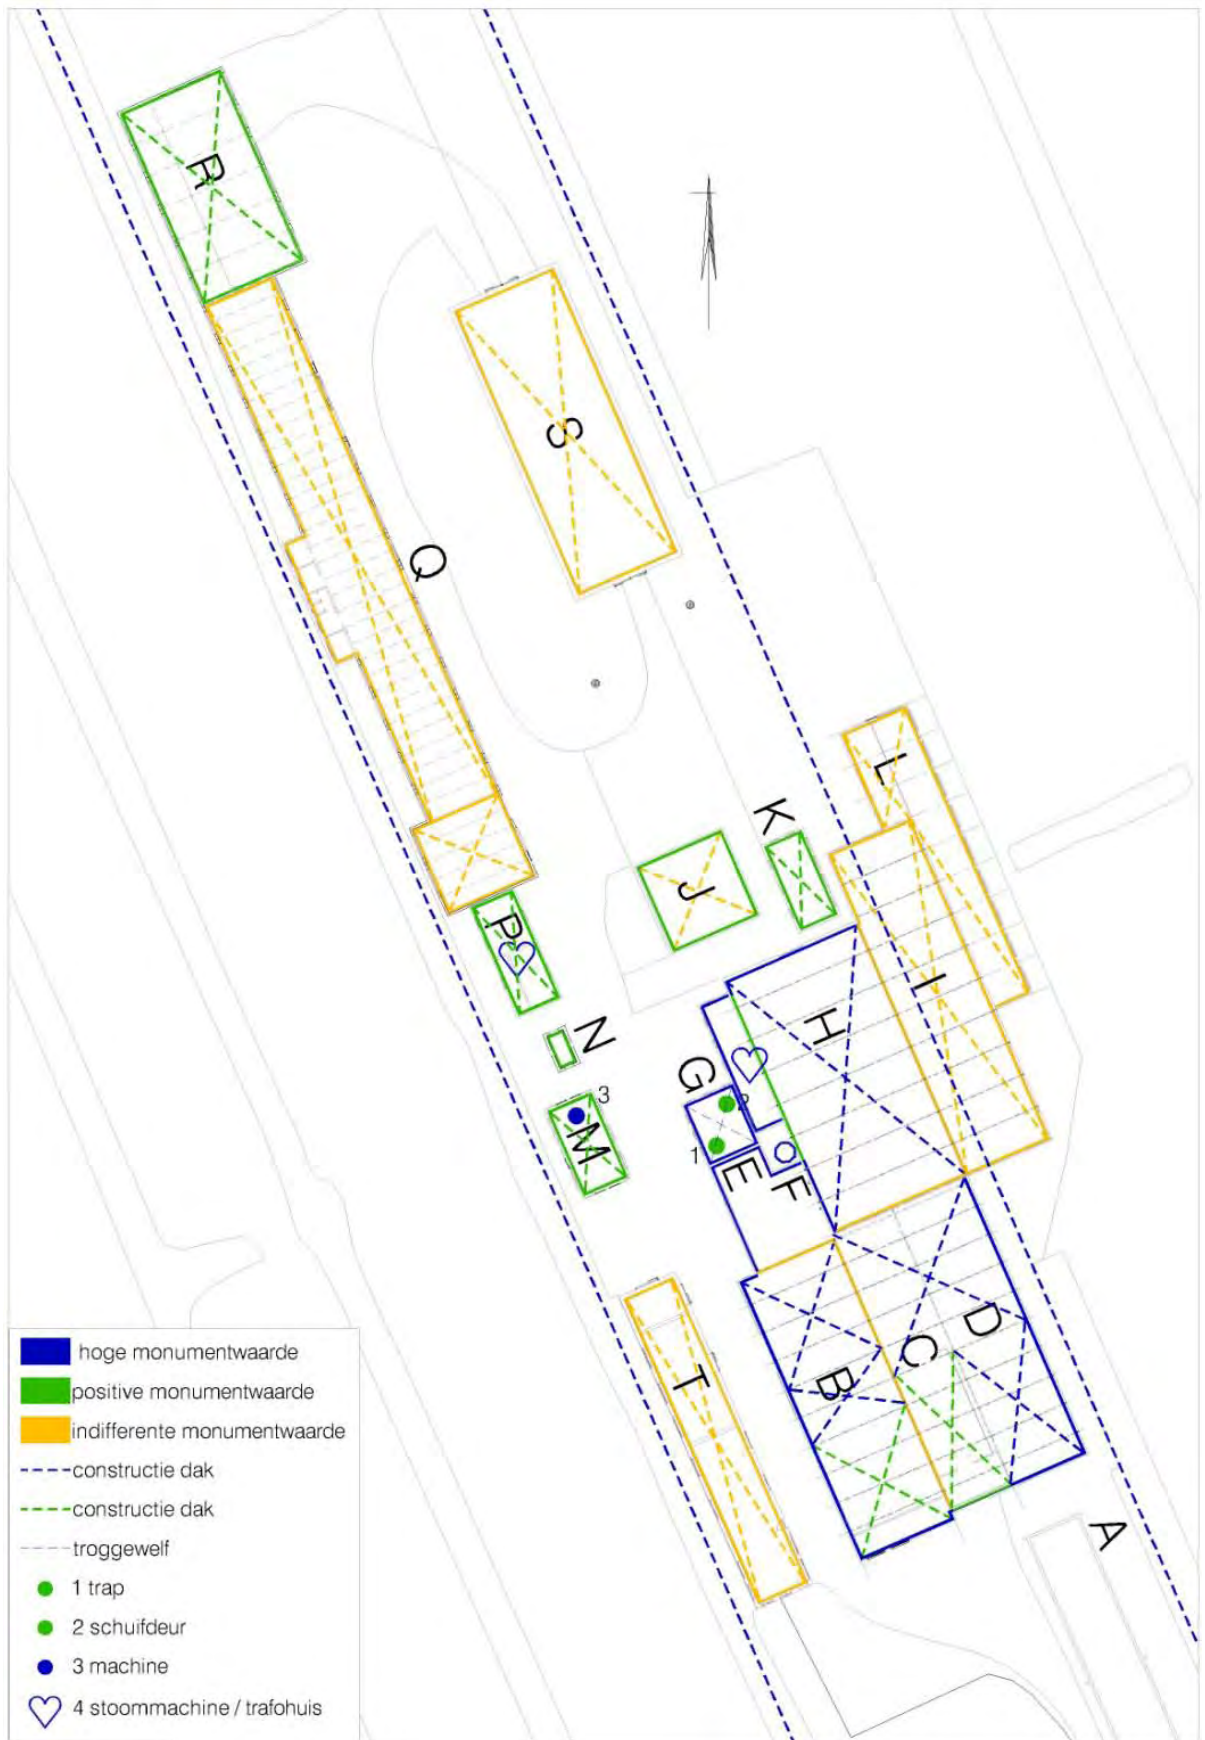 R
S
Q
L
K
J
I
P
H
N
G
3
2
M
1
E
F
D
C
B
T
A
hoge monumentwaarde
positive monumentwaarde
indifferente monumentwaarde
constructie dak
constructie dak
troggewelf
1 trap
2 schuifdeur
3 machine
4 stoommachine / trafohuis